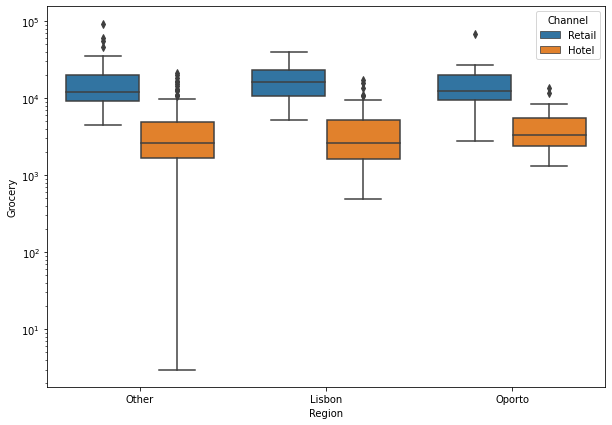 Channel
Retail
Hotel
10⁵
10⁴
10³
10²
10¹
Grocery
Other
Lisbon
Oporto
Region